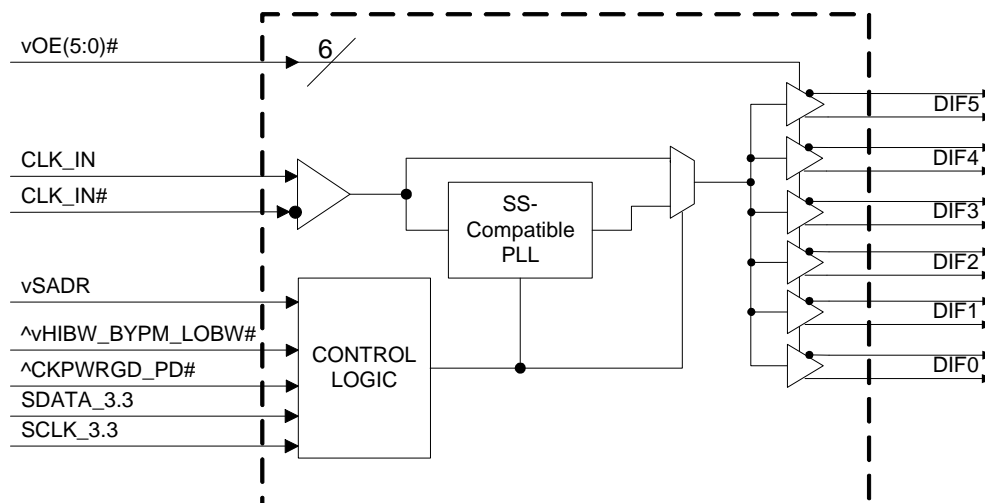 vOE(5:0)#
6
CLK_IN
CLK_IN#
SS-
Compatible
PLL
vSADR
^vHIBW_BYPM_LOBW#
^CKPWRGD_PD#
SDATA_3.3
SCLK_3.3
CONTROL
LOGIC
DIF5
DIF4
DIF3
DIF2
DIF1
DIF0